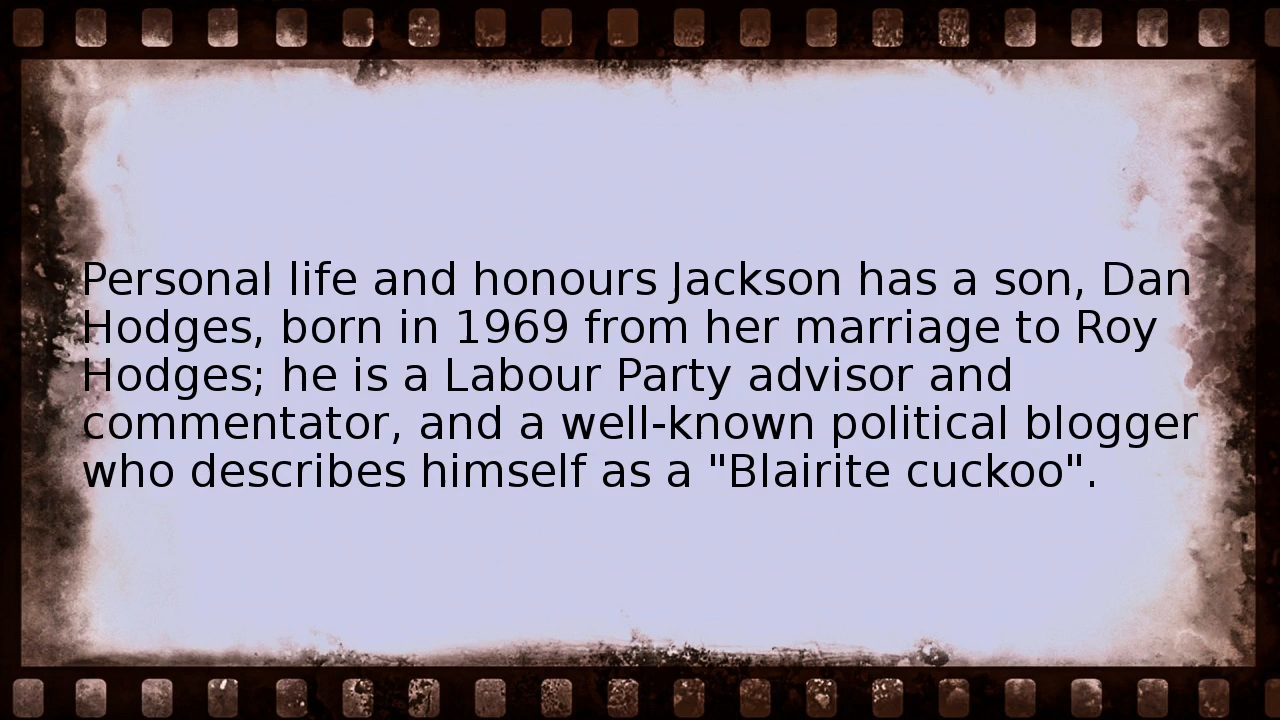 Personal life and honours Jackson has a son, Dan
Hodges, born in 1969 from her marriage to Roy
Hodges; he is a Labour Party advisor and
commentator, and a well-known political blogger
who describes himself as a "Blairite cuckoo".